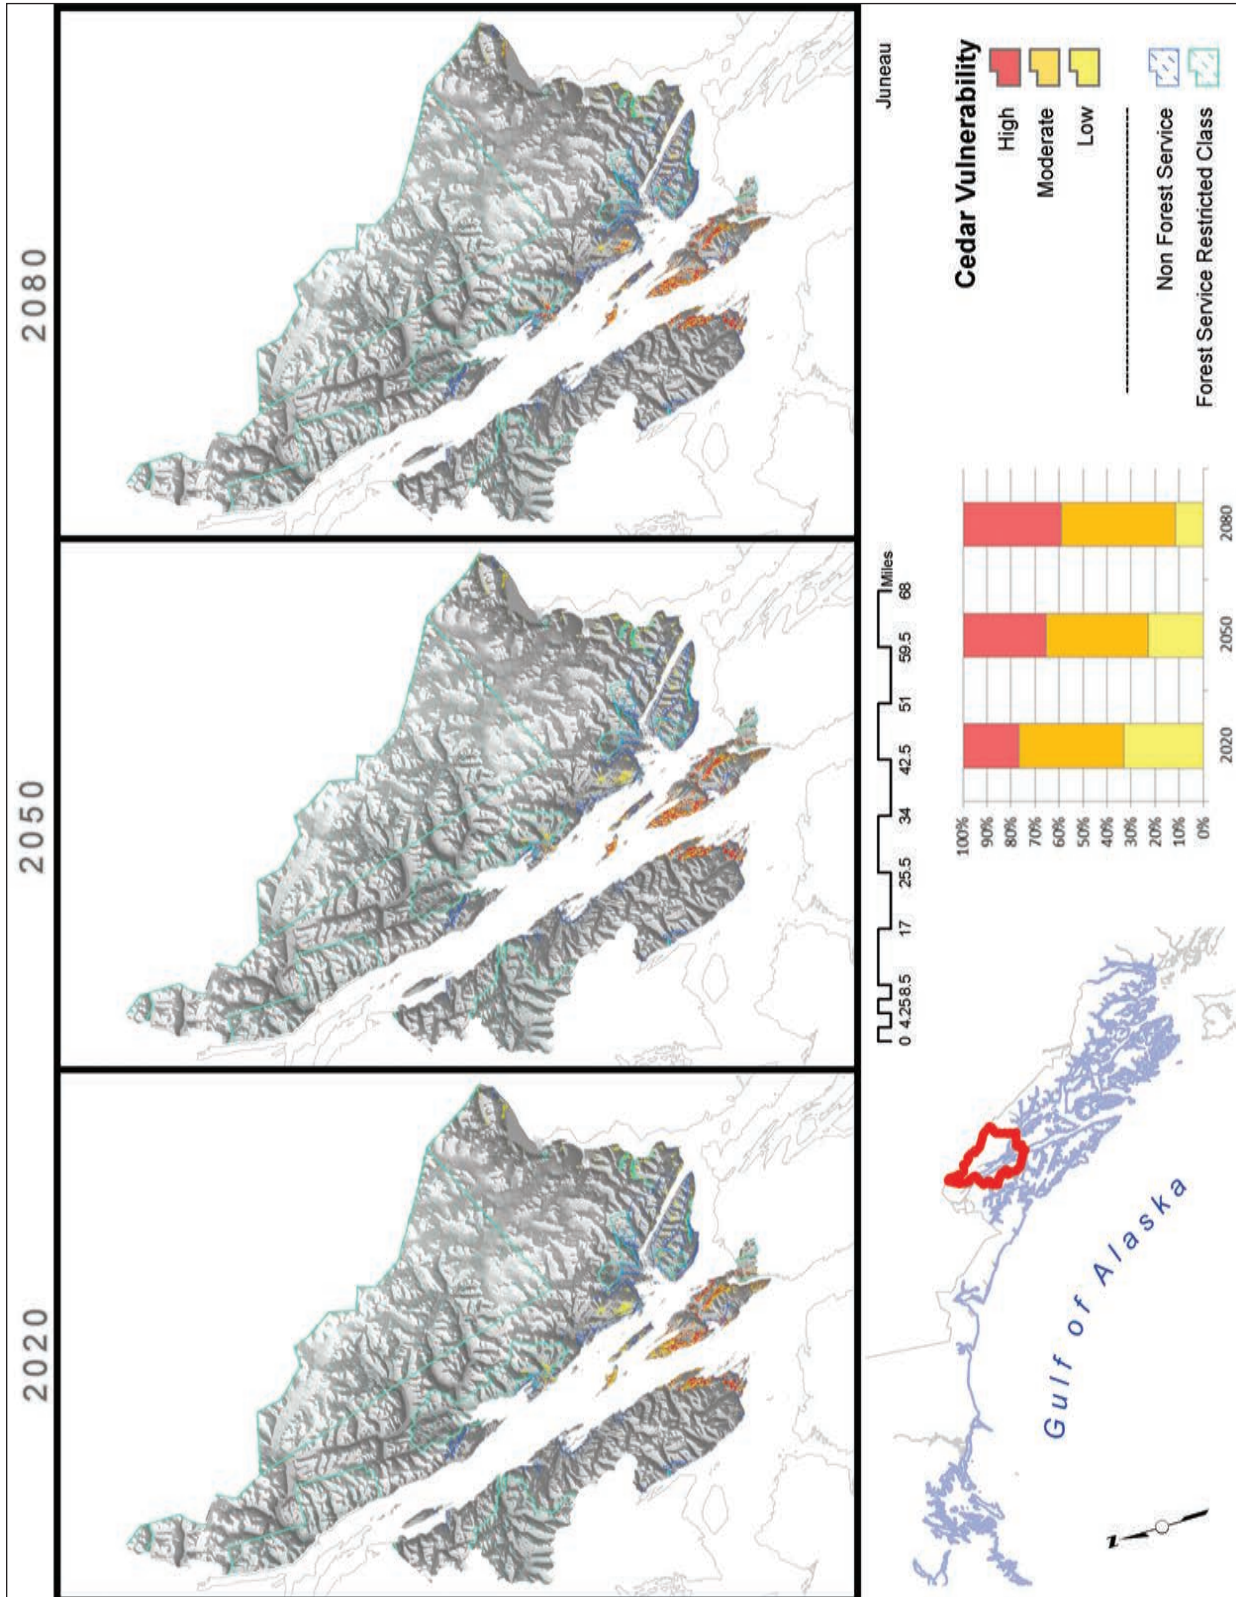 2020
2050
2080
Juneau
0 4.25 8.5 17 25.5 34 42.5 51 59.5 68
Miles
Cedar Vulnerability
High
Moderate
Low
Non Forest Service
Forest Service Restricted Class
Gulf of Alaska
N
100%
90%
80%
70%
60%
50%
40%
30%
20%
10%
0%
2020 2050 2080